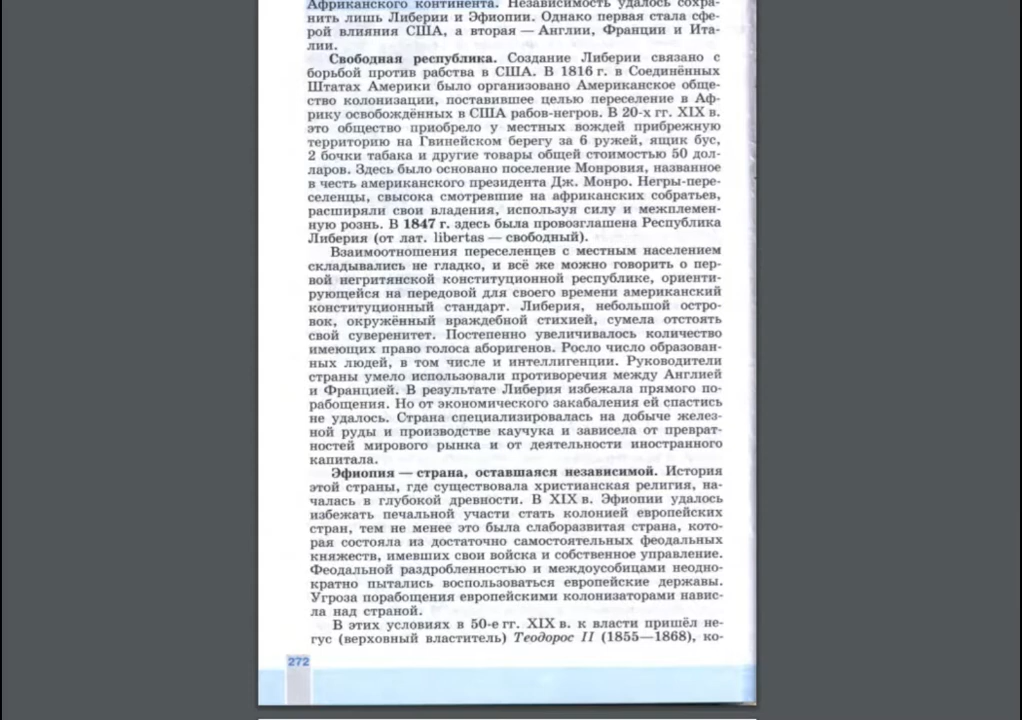 Африканского континента. Независимость удалось сохра-
нить лишь Либерии и Эфиопии. Однако первая стала сфе-
рой влияния США, а вторая — Англии, Франции и Ита-
лии.
Свободная республика. Создание Либерии связано с
борьбой против рабства в США. В 1816 г. в Соединённых
Штатах Америки было организовано Американское обще-
ство колонизации, поставившее целью переселение в Аф-
рику освобождённых в США рабов-негров. В 20-х гг. XIX в.
это общество приобрело у местных вождей прибрежную
территорию на Гвинейском берегу за 6 ружей, ящик бус,
2 бочки табака и другие товары общей стоимостью 50 дол-
ларов. Здесь было основано поселение Монровия, названное
в честь американского президента Дж. Монро. Негры-пере-
селенцы, свысока смотревшие на африканских собратьев,
расширяли свои владения, используя силу и межплемен-
ную рознь. В 1847 г. здесь была провозглашена Республика
Либерия (от лат. libertas — свободный).
Взаимоотношения переселенцев с местным населением
складывались не гладко, и всё же можно говорить о пер-
вой негритянской конституционной республике, ориенти-
рующейся на передовой для своего времени американский
конституционный стандарт. Либерия, небольшой остро-
вок, окружённый враждебной стихией, сумела отстоять
свой суверенитет. Постепенно увеличивалось количество
имеющих право голоса аборигенов. Росло число образован-
ных людей, в том числе и интеллигенции. Руководители
страны умело использовали противоречия между Англией
и Францией. В результате Либерия избежала прямого по-
рабощения. Но от экономического закабаления ей спастись
не удалось. Страна специализировалась на добыче желез-
ной руды и производстве каучука и зависела от преврат-
ностей мирового рынка и от деятельности иностранного
капитала.
Эфиопия — страна, оставшаяся независимой. История
этой страны, где существовала христианская религия, на-
чалась в глубокой древности. В XIX в. Эфиопии удалось
избежать печальной участи стать колонией европейских
стран, тем не менее это была слаборазвитая страна, кото-
рая состояла из достаточно самостоятельных феодальных
княжеств, имевших свои войска и собственное управление.
Феодальной раздробленностью и междоусобицами неодно-
кратно пытались воспользоваться европейские державы.
Угроза порабощения европейскими колонизаторами навис-
ла над страной.
В этих условиях в 50-е гг. XIX в. к власти пришёл не-
гус (верховный властитель) Теодорос II (1855—1868), ко-
272